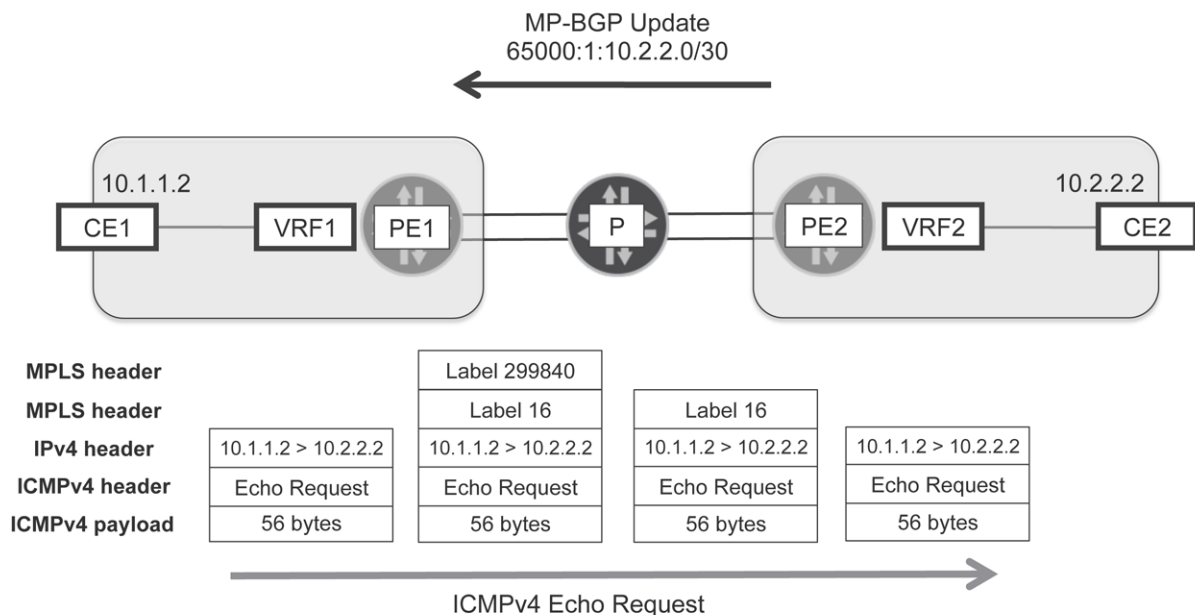 MP-BGP Update
65000:1:10.2.2.0/30
10.1.1.2
10.2.2.2
CE1
VRF1
PE1
P
PE2
VRF2
CE2
MPLS header
Label 299840
MPLS header
Label 16
Label 16
IPv4 header
10.1.1.2 > 10.2.2.2
10.1.1.2 > 10.2.2.2
10.1.1.2 > 10.2.2.2
10.1.1.2 > 10.2.2.2
ICMPv4 header
Echo Request
Echo Request
Echo Request
Echo Request
ICMPv4 payload
56 bytes
56 bytes
56 bytes
56 bytes
ICMPv4 Echo Request